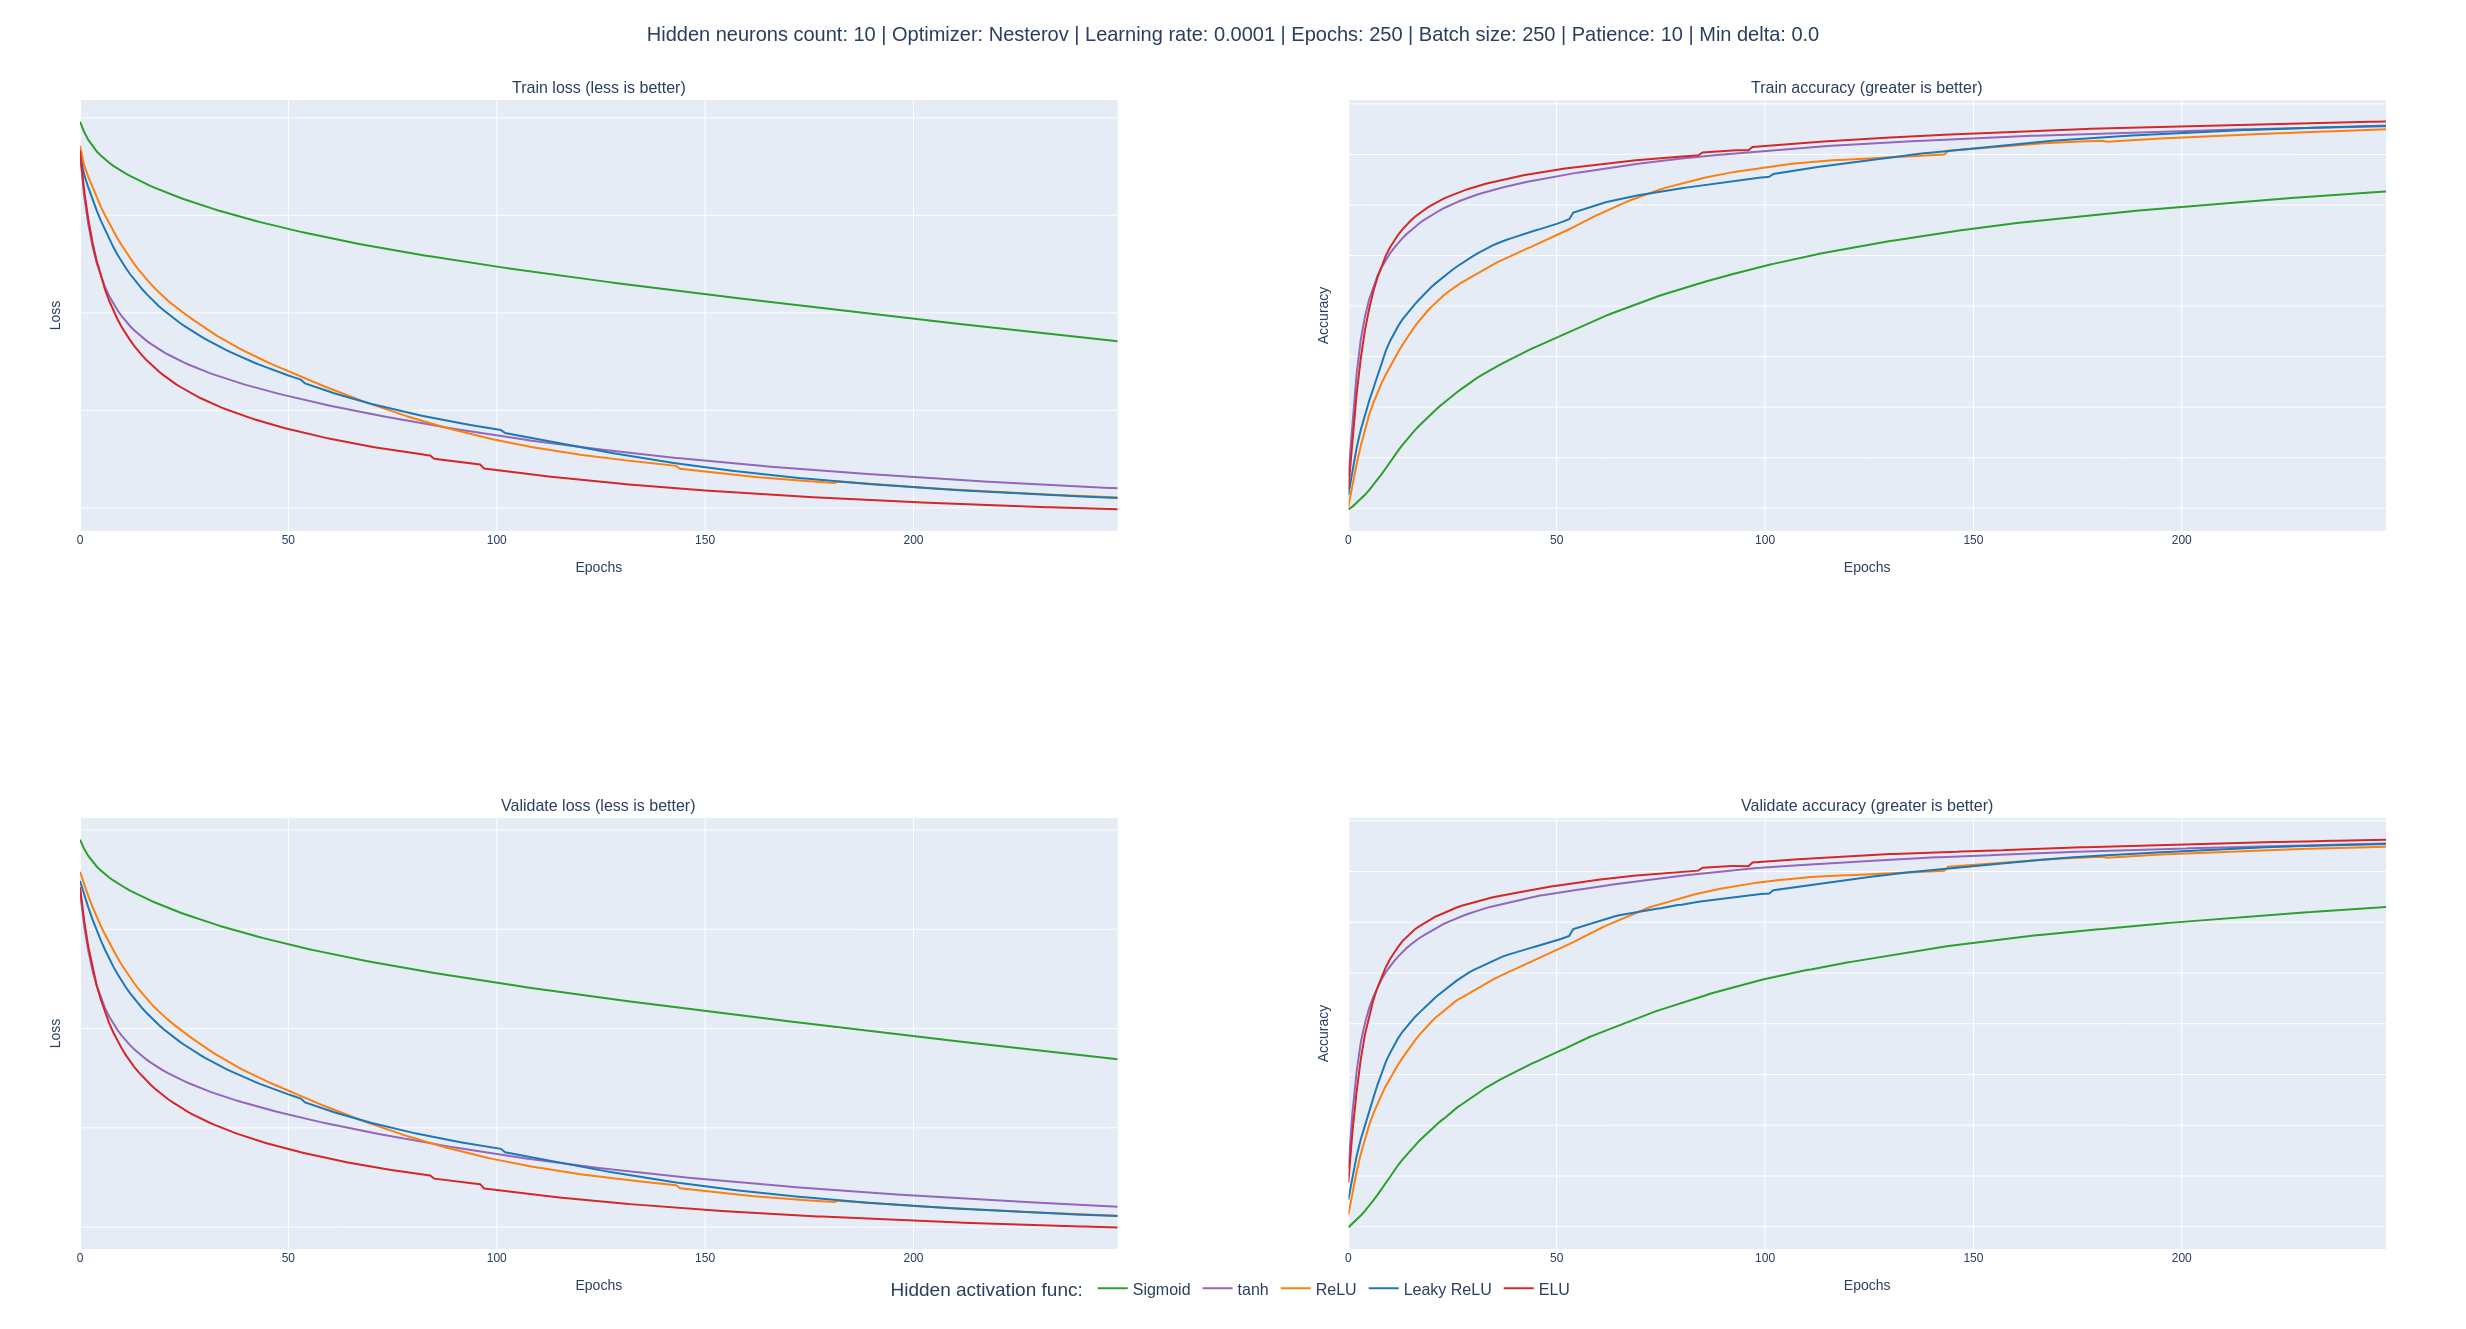 Hidden neurons count: 10 | Optimizer: Nesterov | Learning rate: 0.0001 | Epochs: 250 | Batch size: 250 | Patience: 10 | Min delta: 0.0
Train loss (less is better)
Loss
0 50 100 150 200
Epochs
Train accuracy (greater is better)
Accuracy
0 50 100 150 200
Epochs
Validate loss (less is better)
Loss
0 50 100 150 200
Epochs
Validate accuracy (greater is better)
Accuracy
0 50 100 150 200
Epochs
Hidden activation func: Sigmoid tanh ReLU Leaky ReLU ELU